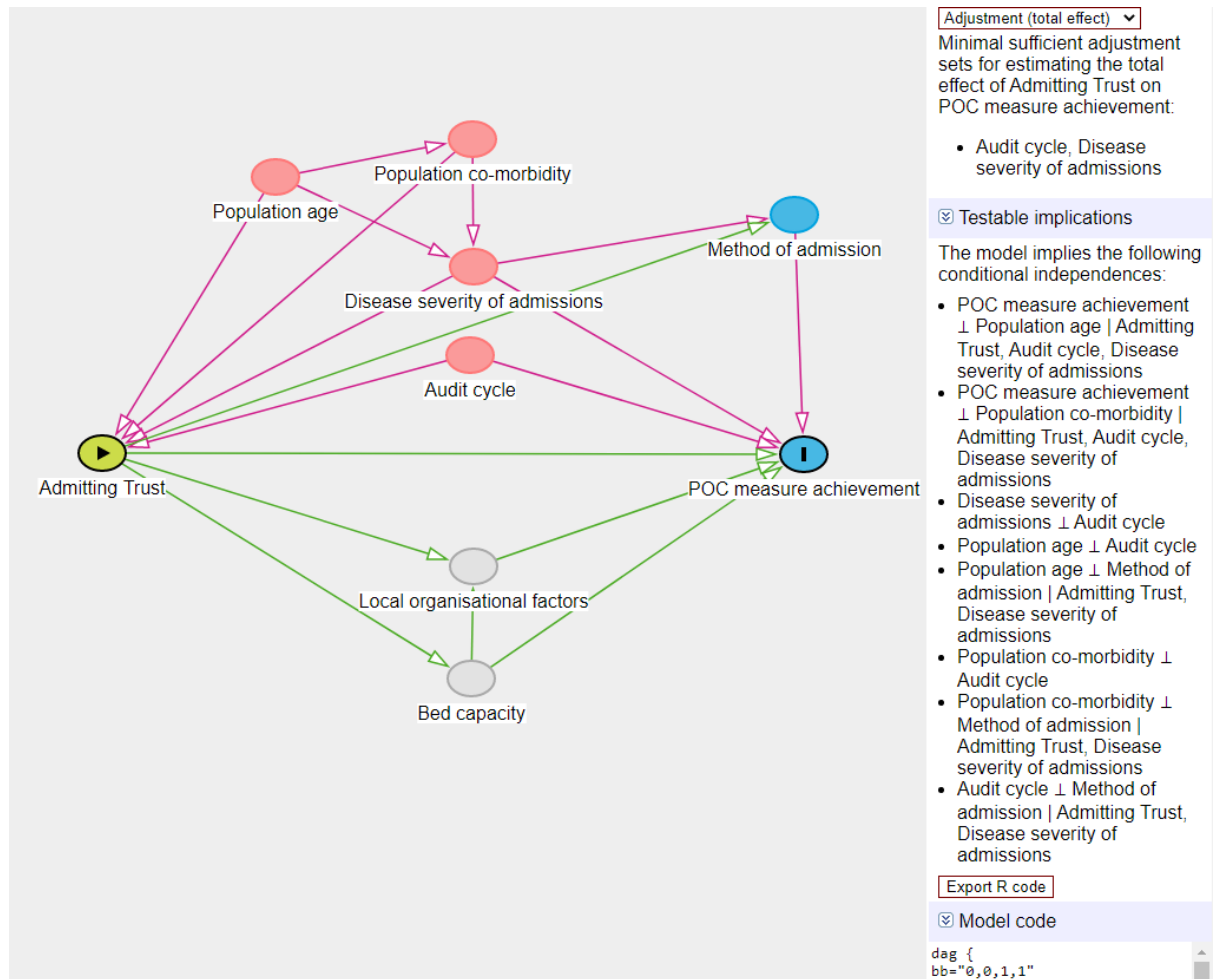 Population co-morbidity
Population age
Method of admission
Disease severity of admissions
Audit cycle
Admitting Trust
POC measure achievement
Local organisational factors
Bed capacity
Adjustment (total effect)
Minimal sufficient adjustment
sets for estimating the total
effect of Admitting Trust on
POC measure achievement:
• Audit cycle, Disease
severity of admissions
Testable implications
The model implies the following
conditional independences:
• POC measure achievement
⊥ Population age | Admitting
Trust, Audit cycle, Disease
severity of admissions
• POC measure achievement
⊥ Population co-morbidity |
Admitting Trust, Audit cycle,
Disease severity of
admissions
• Disease severity of
admissions ⊥ Audit cycle
• Population age ⊥ Audit cycle
• Population age ⊥ Method of
admission | Admitting Trust,
Disease severity of
admissions
• Population co-morbidity ⊥
Audit cycle
• Population co-morbidity ⊥
Method of admission |
Admitting Trust, Disease
severity of admissions
• Audit cycle ⊥ Method of
admission | Admitting Trust,
Disease severity of
admissions
Export R code
Model code
dag {
bb="0,0,1,1"